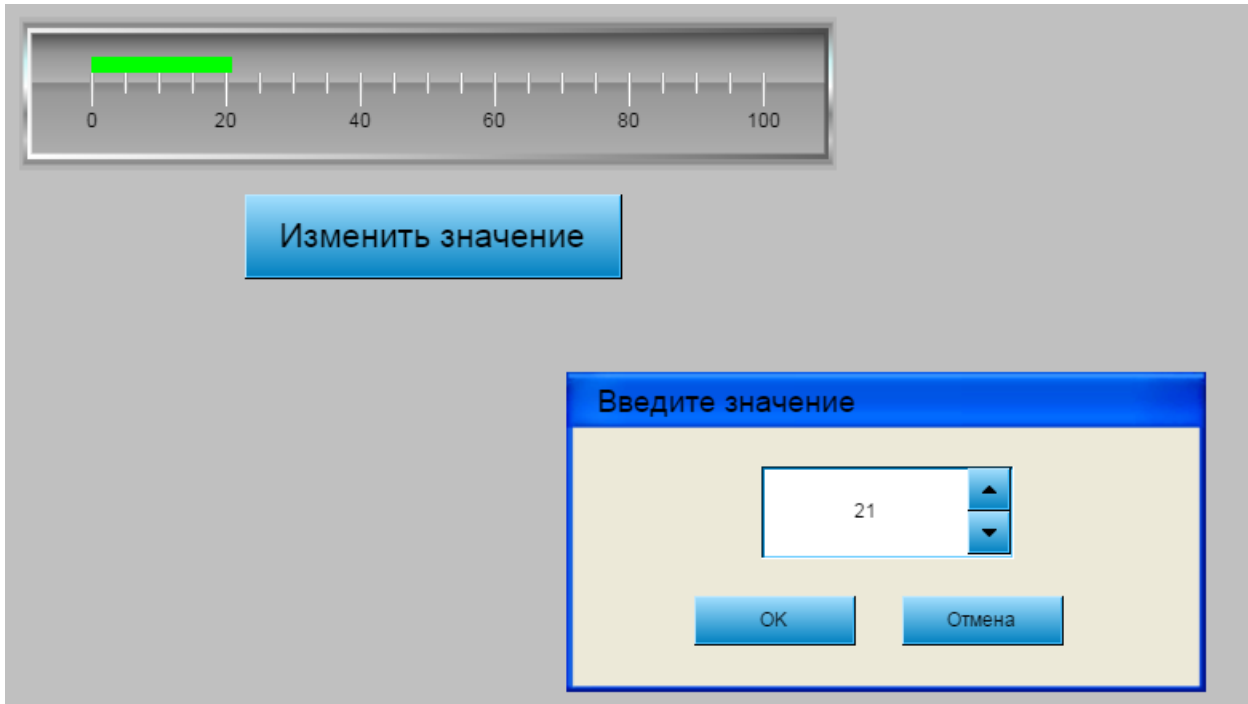 0 20 40 60 80 100
Изменить значение
Введите значение
21
OK Отмена